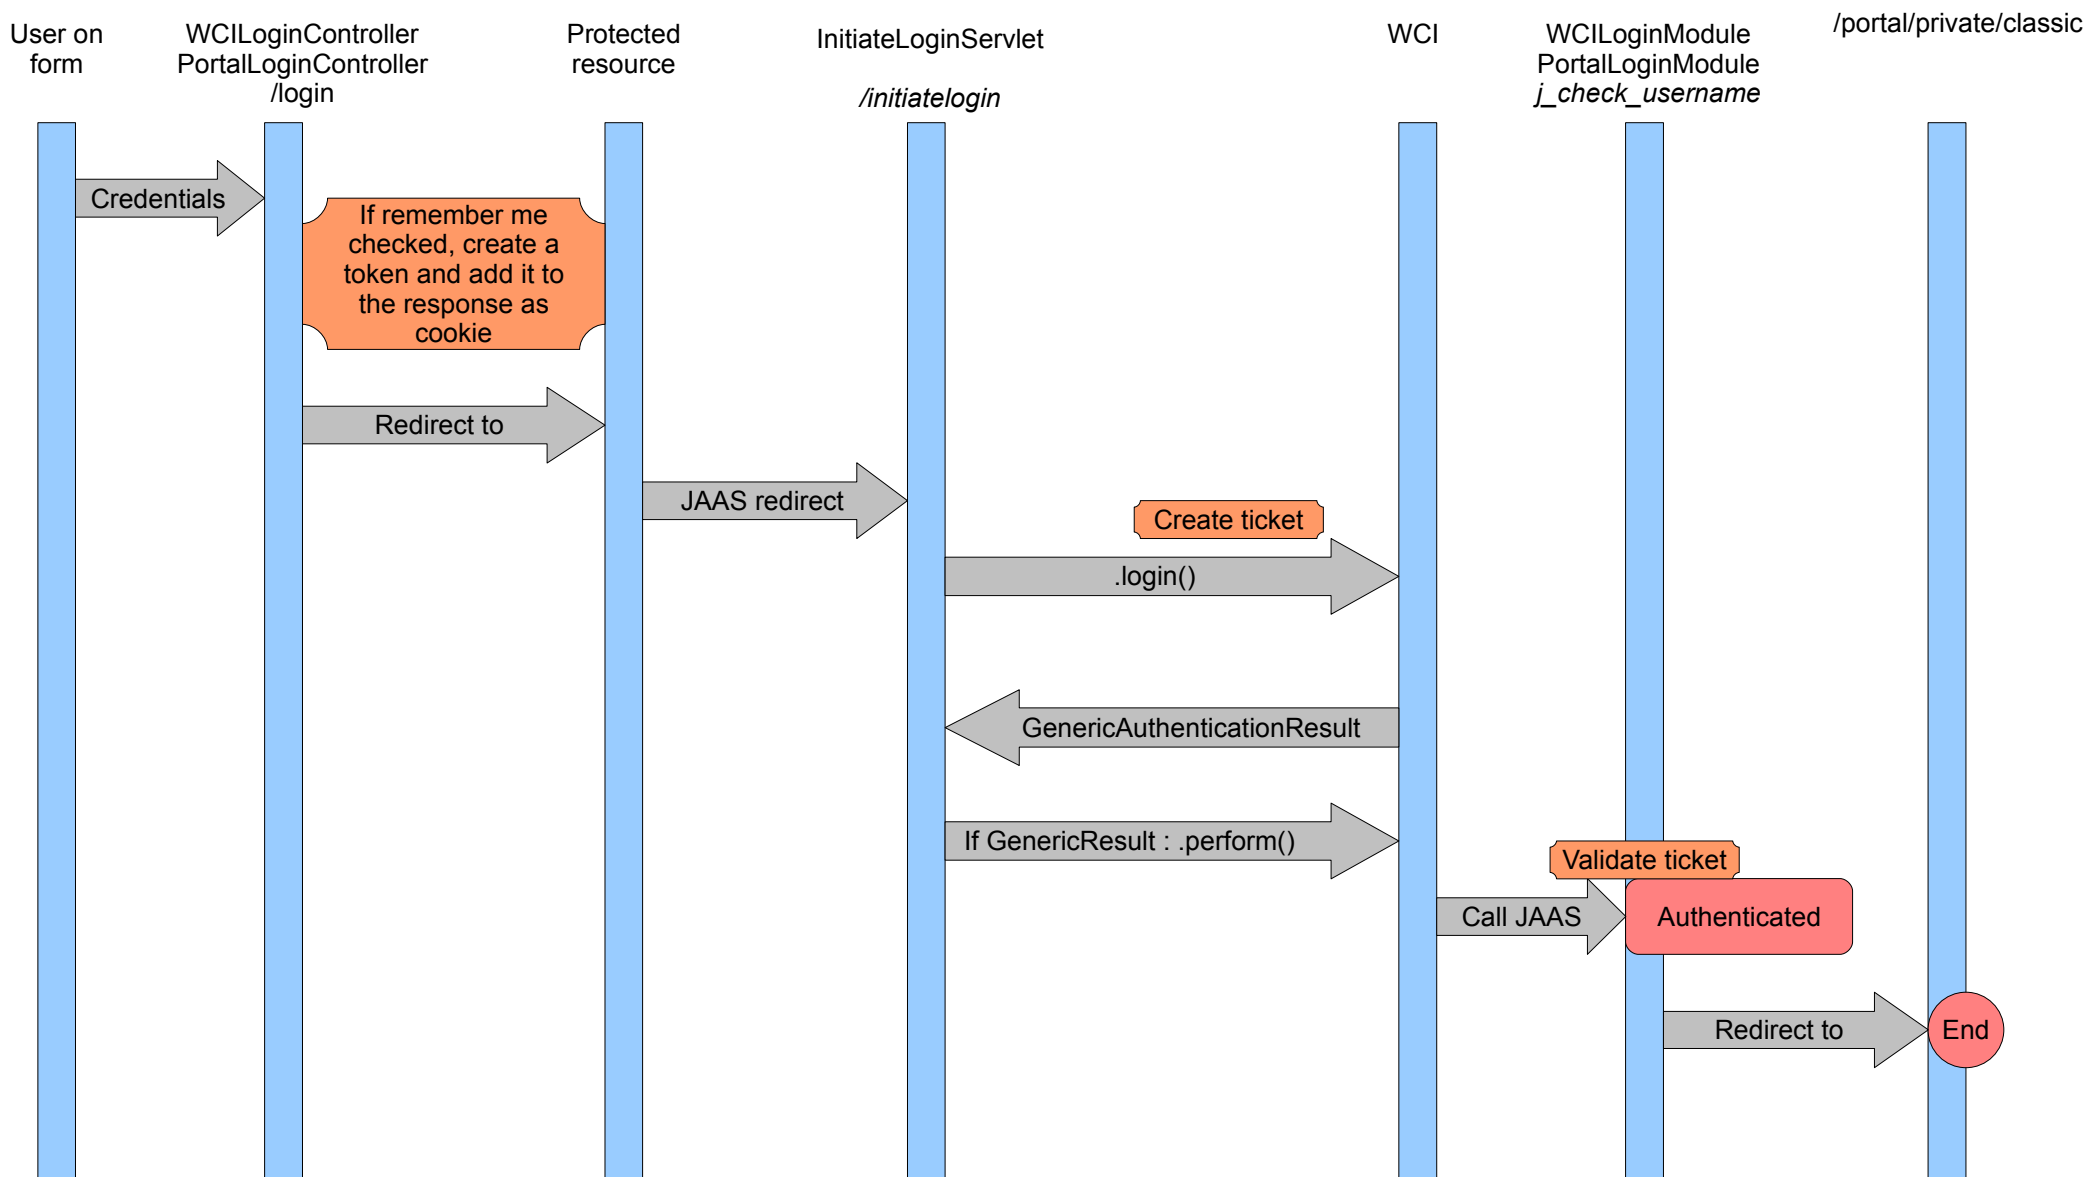 User on
form
WCILoginController
PortalLoginController
/login
Protected
resource
InitiateLoginServlet
/initiatelogin
WCI
WCILoginModule
PortalLoginModule
j_check_username
/portal/private/classic
Credentials
If remember me
checked, create a
token and add it to
the response as
cookie
Redirect to
JAAS redirect
Create ticket
.login()
GenericAuthenticationResult
If GenericResult : .perform()
Validate ticket
Call JAAS
Authenticated
Redirect to
End